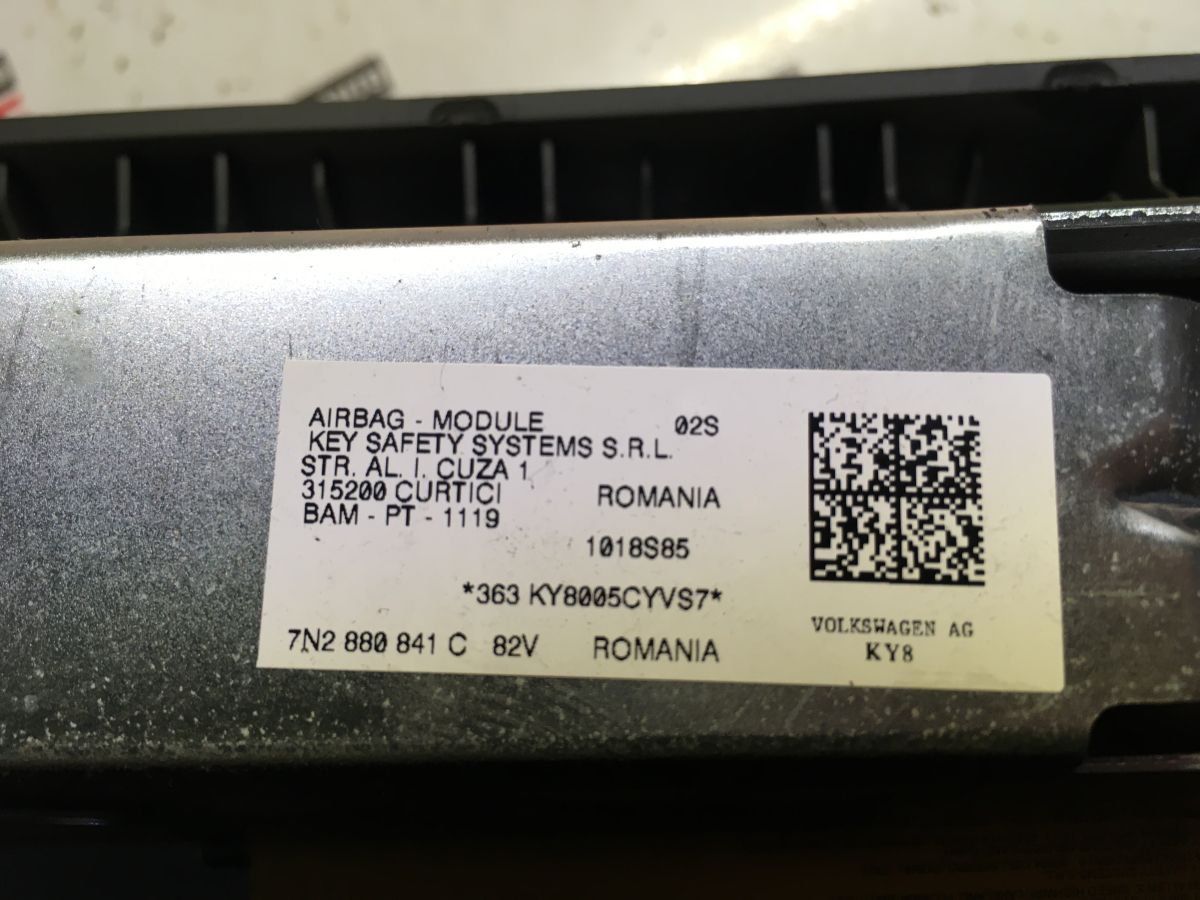 AIRBAG - MODULE 02S
KEY SAFETY SYSTEMS S.R.L.
STR. AL. I. CUZA 1
315200 CURTICI ROMANIA
BAM - PT - 1119
1018S85
*363 KY8005CYVS7*
7N2 880 841 C 82V ROMANIA
VOLKSWAGEN AG
KY8